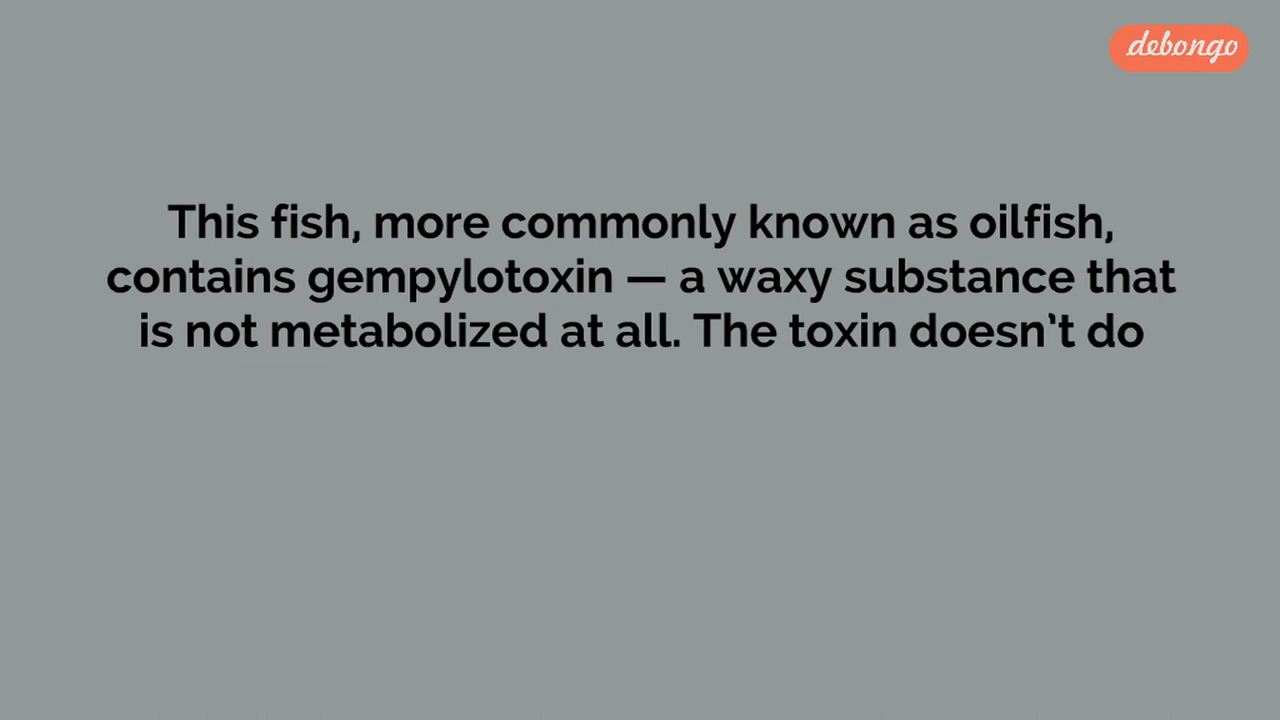 debongo
This fish, more commonly known as oilfish,
contains gempylotoxin — a waxy substance that
is not metabolized at all. The toxin doesn’t do